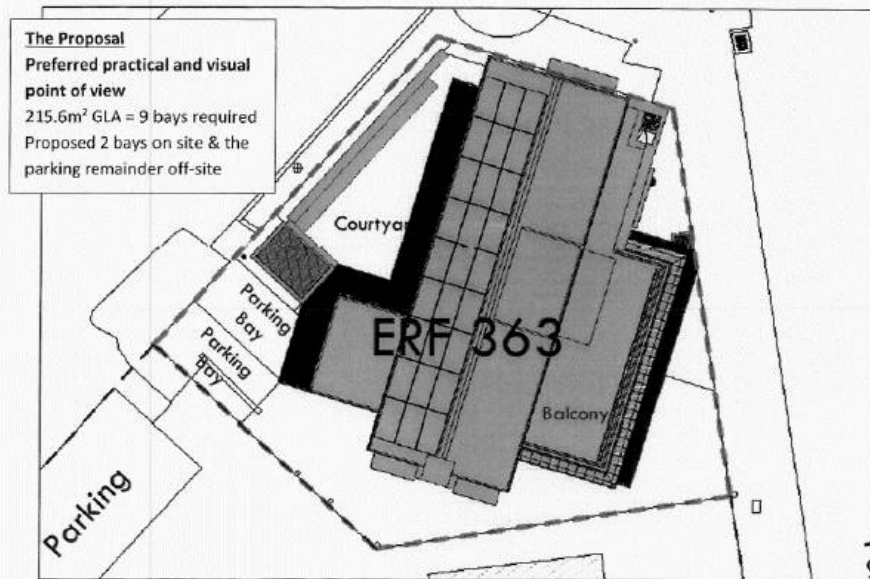 The Proposal
Preferred practical and visual
point of view
215.6m² GLA = 9 bays required
Proposed 2 bays on site & the
parking remainder off-site
Courtyar
Parking
Bay
Parking
Bay
ERF 363
Balcony
Parking